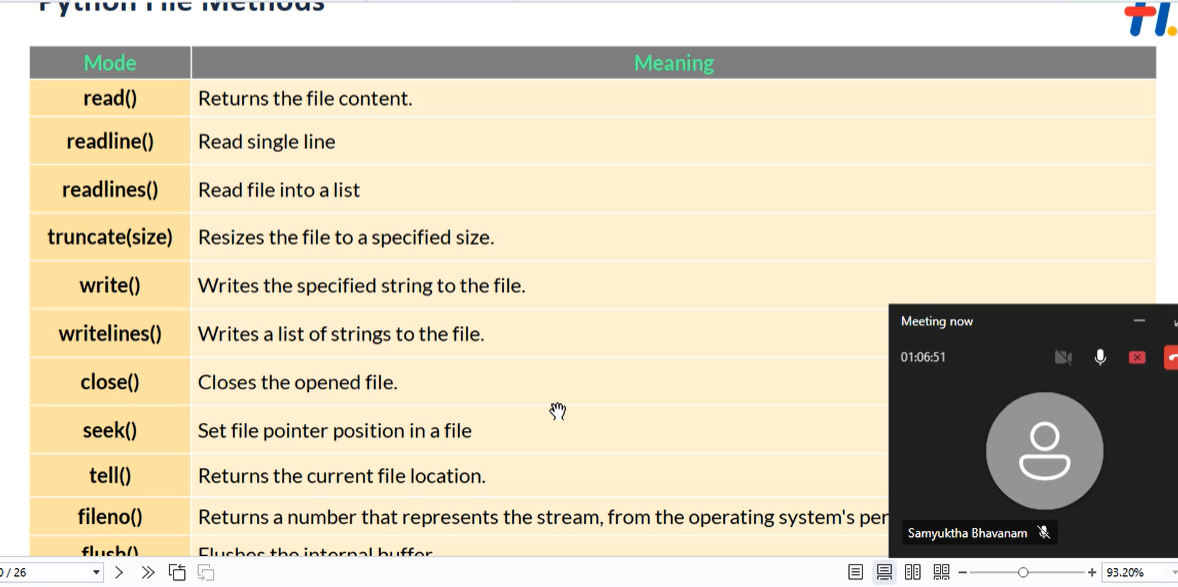 Python File Methods
Mode Meaning
read() Returns the file content.
readline() Read single line
readlines() Read file into a list
truncate(size) Resizes the file to a specified size.
write() Writes the specified string to the file.
writelines() Writes a list of strings to the file.
close() Closes the opened file.
seek() Set file pointer position in a file
tell() Returns the current file location.
fileno() Returns a number that represents the stream, from the operating system's per
flush() Flushes the internal buffer
Meeting now
01:06:51
Samyuktha Bhavanam
/ 26
93.20%